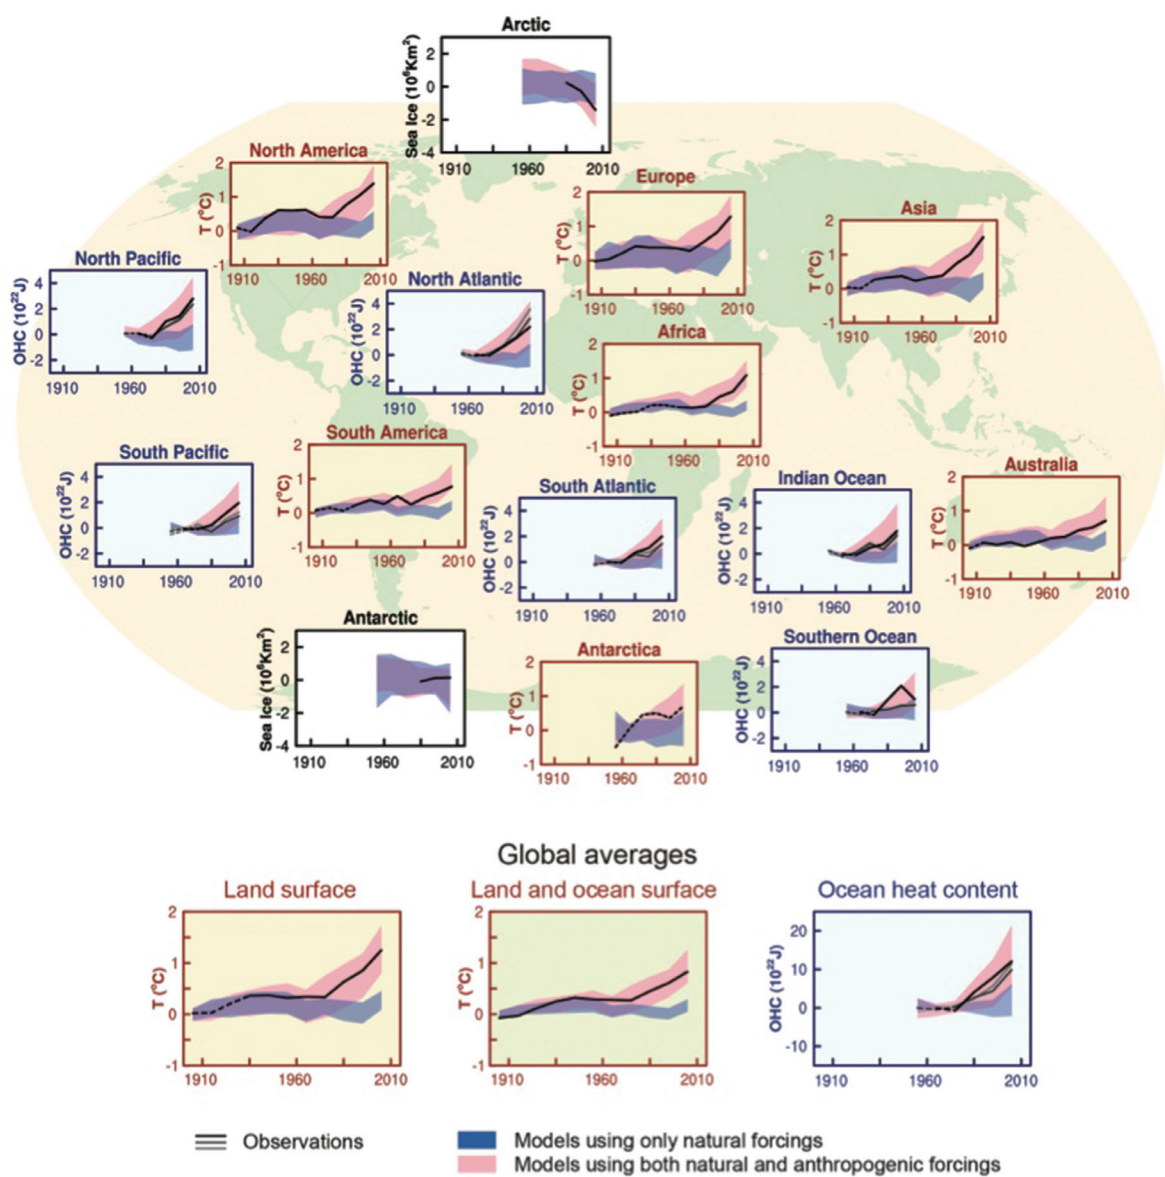 Arctic
Sea Ice (10⁶Km²)
2
0
-2
-4
1910 1960 2010
North America
T (°C)
2
1
0
-1
1910 1960 2010
Europe
T (°C)
2
1
0
-1
1910 1960 2010
Asia
T (°C)
2
1
0
-1
1910 1960 2010
North Pacific
OHC (10²²J)
4
2
0
-2
1910 1960 2010
North Atlantic
OHC (10²²J)
4
2
0
-2
1910 1960 2010
Africa
T (°C)
2
1
0
-1
1910 1960 2010
South Pacific
OHC (10²²J)
4
2
0
-2
1910 1960 2010
South America
T (°C)
2
1
0
-1
1910 1960 2010
South Atlantic
OHC (10²²J)
4
2
0
-2
1910 1960 2010
Indian Ocean
OHC (10²²J)
4
2
0
-2
1910 1960 2010
Australia
T (°C)
2
1
0
-1
1910 1960 2010
Antarctic
Sea Ice (10⁶Km²)
2
0
-2
-4
1910 1960 2010
Antarctica
T (°C)
2
1
0
-1
1910 1960 2010
Southern Ocean
OHC (10²²J)
4
2
0
-2
1910 1960 2010
Global averages
Land surface
T (°C)
2
1
0
-1
1910 1960 2010
Land and ocean surface
T (°C)
2
1
0
-1
1910 1960 2010
Ocean heat content
OHC (10²²J)
20
10
0
-10
1910 1960 2010
Observations
Models using only natural forcings
Models using both natural and anthropogenic forcings